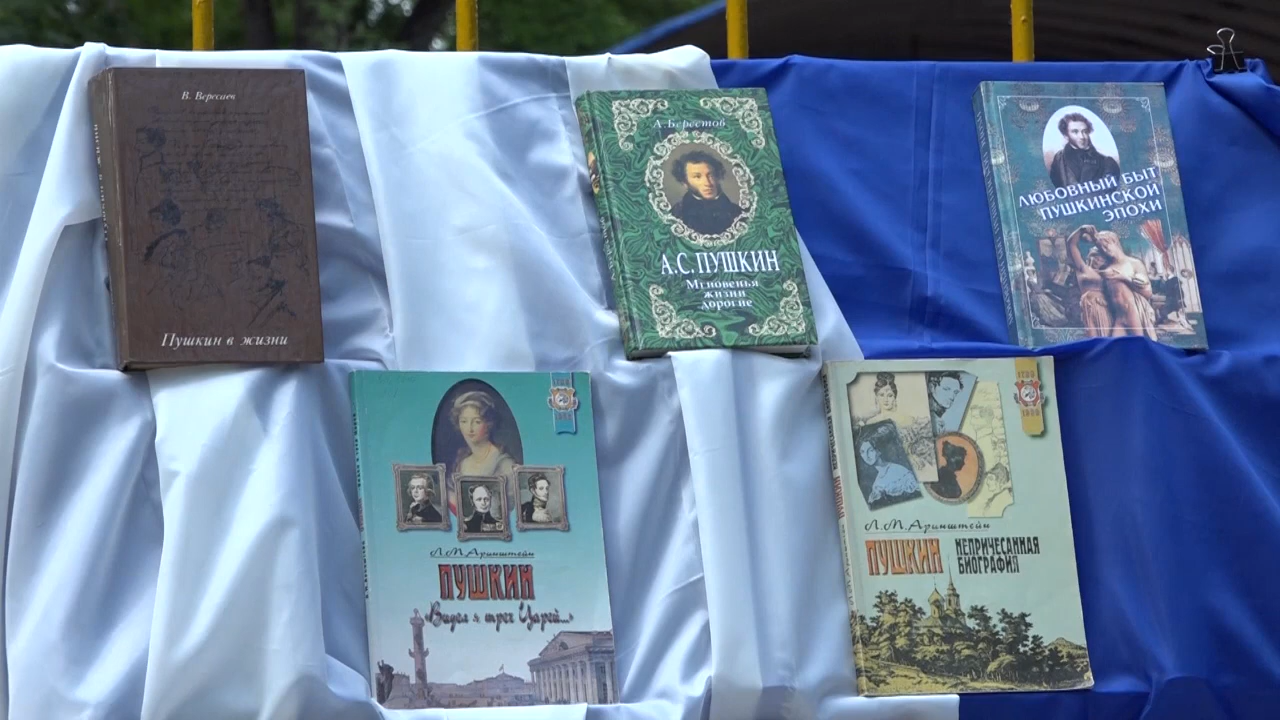 В. Вересаев
Пушкин в жизни
А. Берестов
А.С. ПУШКИН
Мгновенья
жизни
дорогие
ЛЮБОВНЫЙ БЫТ
ПУШКИНСКОЙ
ЭПОХИ
Л.М. Аринштейн
ПУШКИН
«Видел я трех Царей...»
Л.М. Аринштейн
ПУШКИН НЕПРИЧЕСАННАЯ
БИОГРАФИЯ